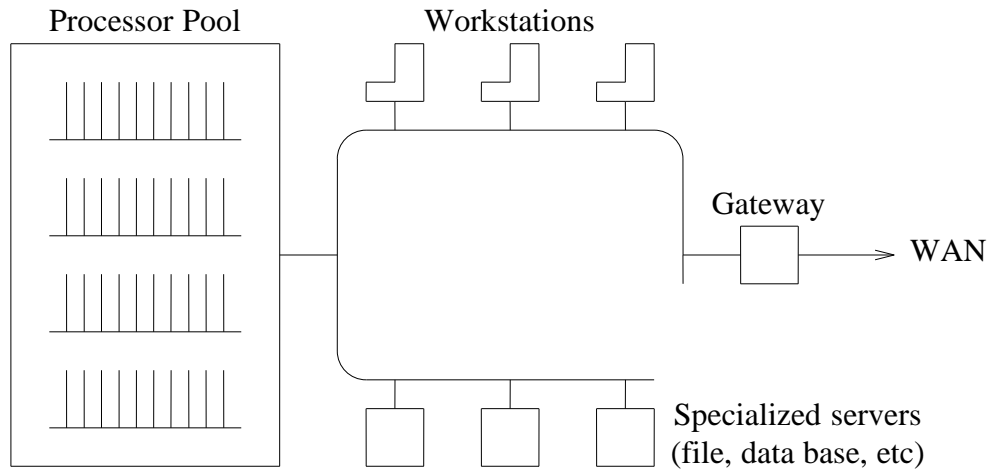 Processor Pool
Workstations
Gateway
WAN
Specialized servers
(file, data base, etc)